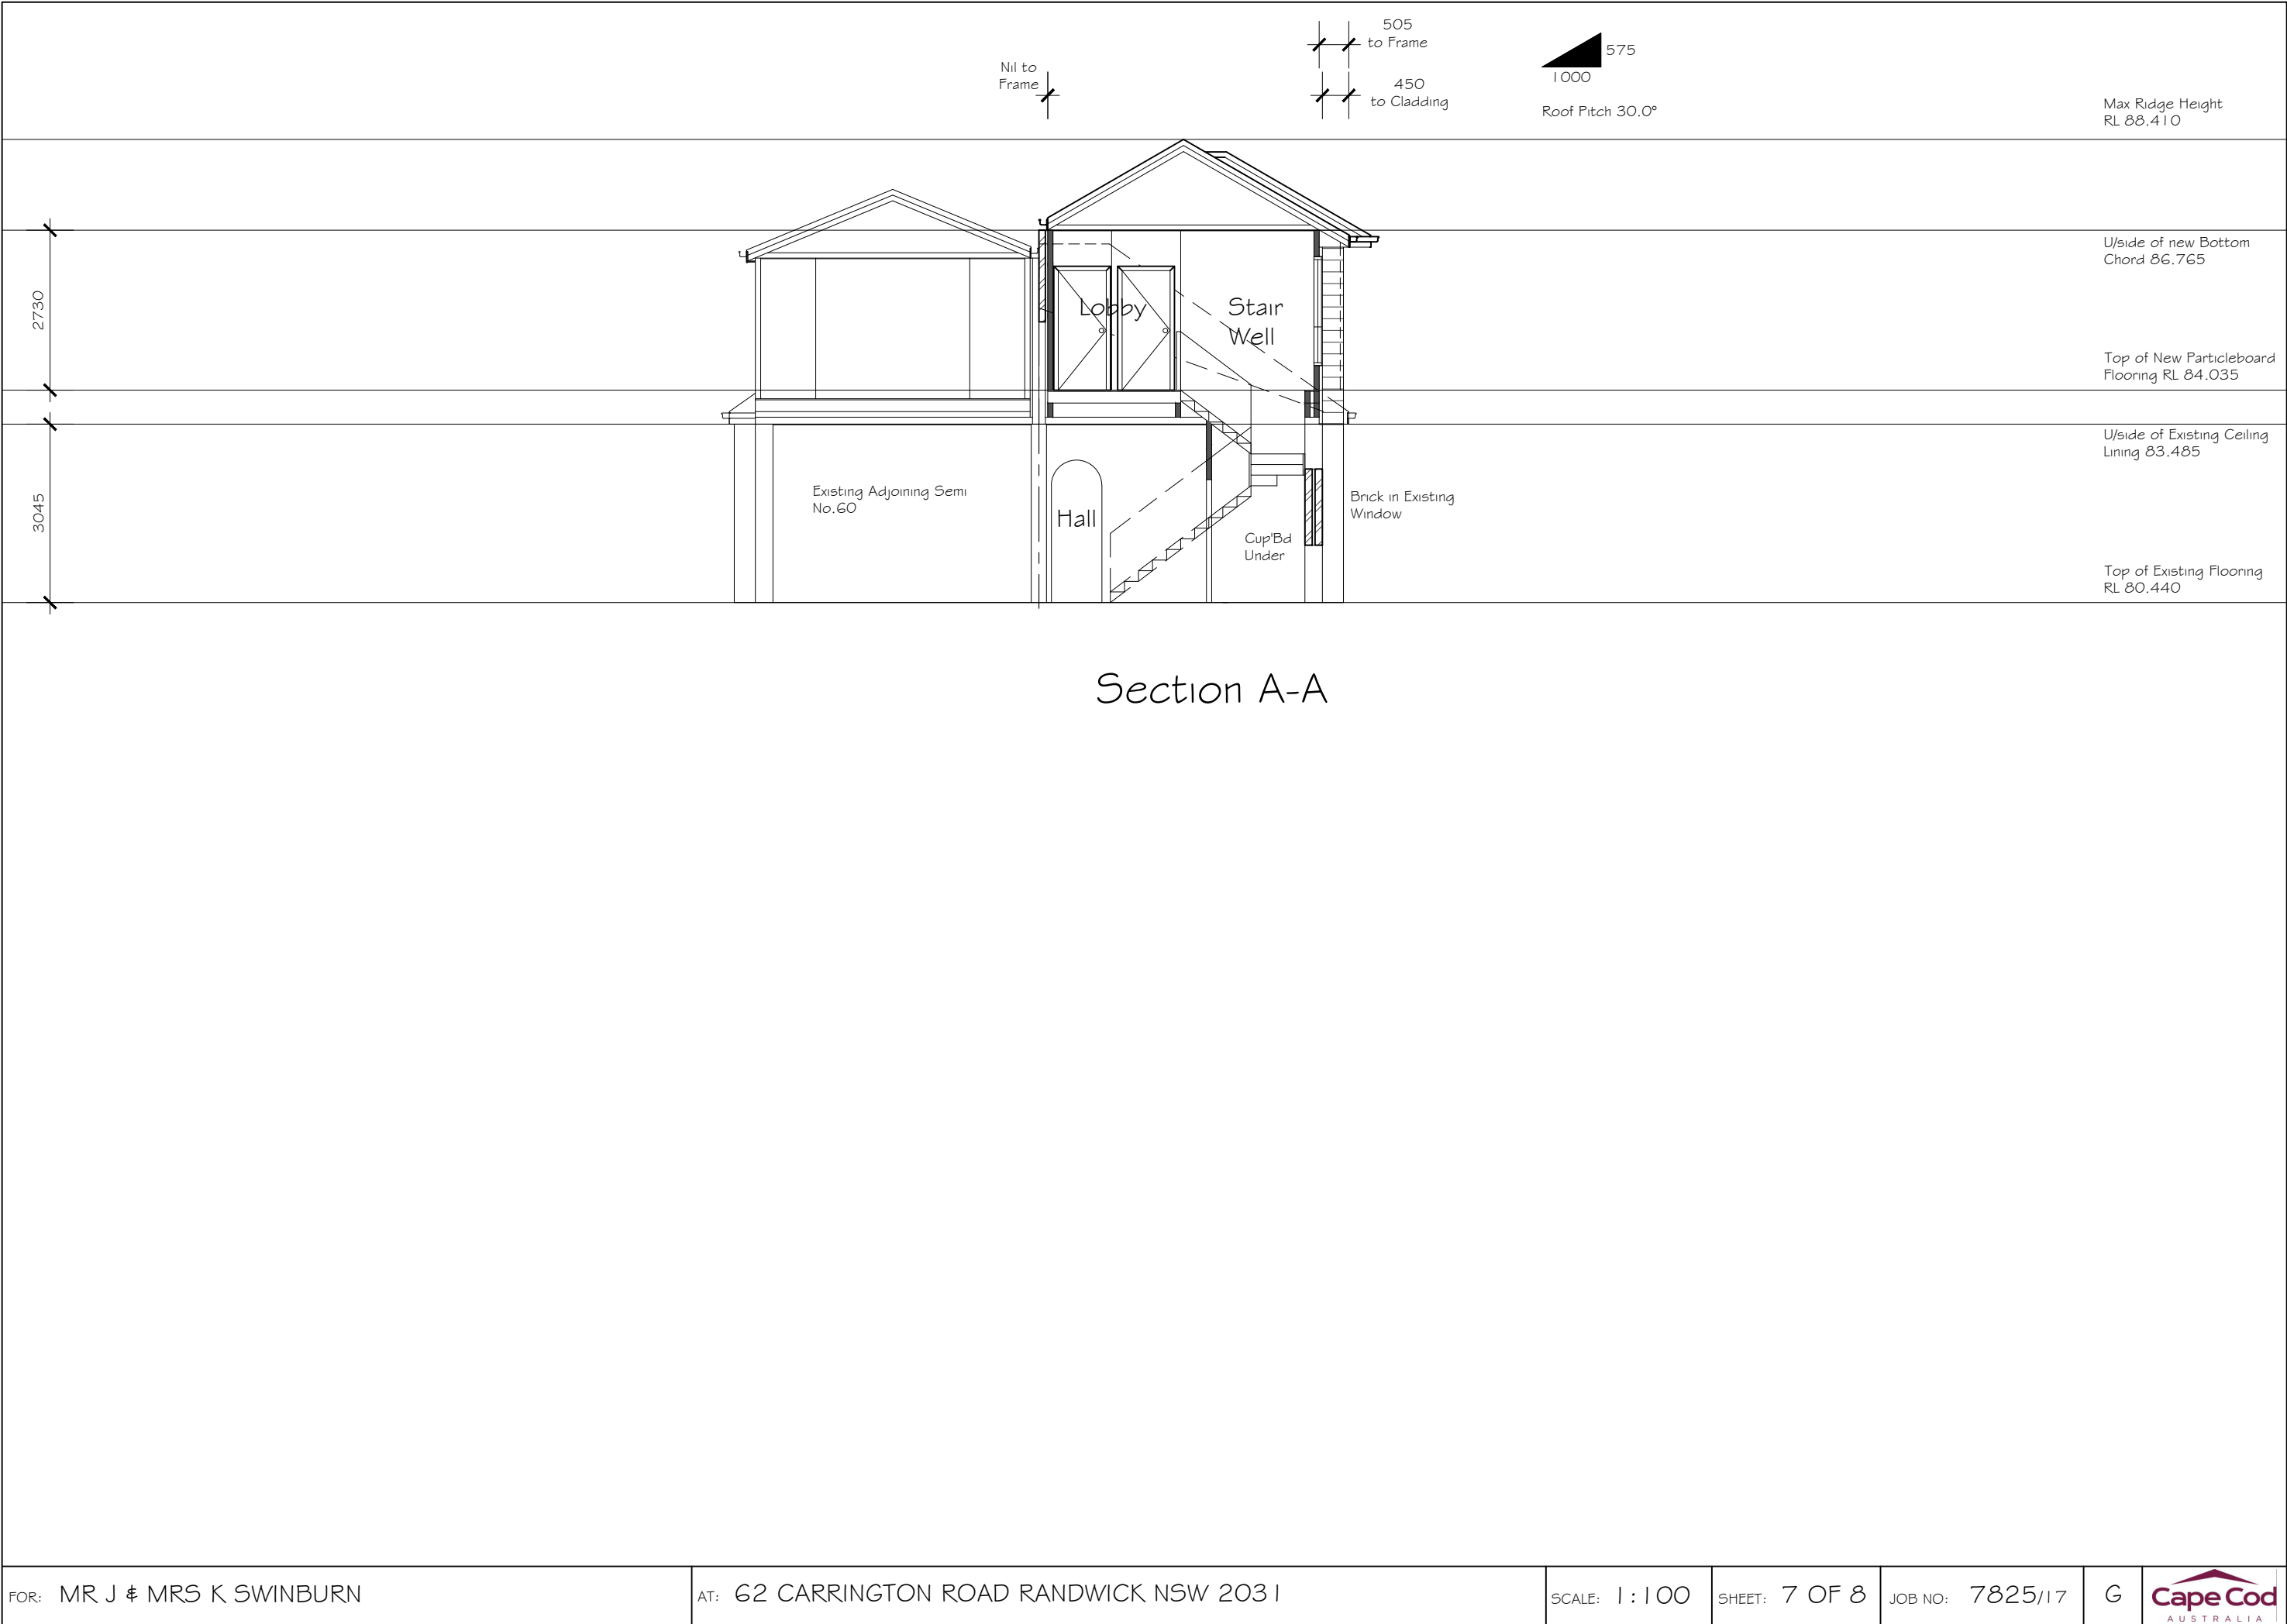 505
to Frame
575
1000
Nil to
Frame
450
to Cladding
Roof Pitch 30.0°
Max Ridge Height
RL 88.410
U/side of new Bottom
Chord 86.765
2730
Lobby
Stair
Well
Top of New Particleboard
Flooring RL 84.035
U/side of Existing Ceiling
Lining 83.485
3045
Existing Adjoining Semi
No.60
Hall
Brick in Existing
Window
Cup'Bd
Under
Top of Existing Flooring
RL 80.440
Section A-A
FOR: MR J & MRS K SWINBURN
AT: 62 CARRINGTON ROAD RANDWICK NSW 2031
SCALE: 1:100
SHEET: 7 OF 8
JOB NO: 7825/17
G
Cape Cod
AUSTRALIA